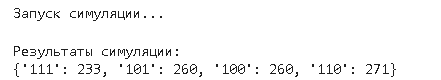 Запуск симуляции...
Результаты симуляции:
{'111': 233, '101': 260, '100': 260, '110': 271}